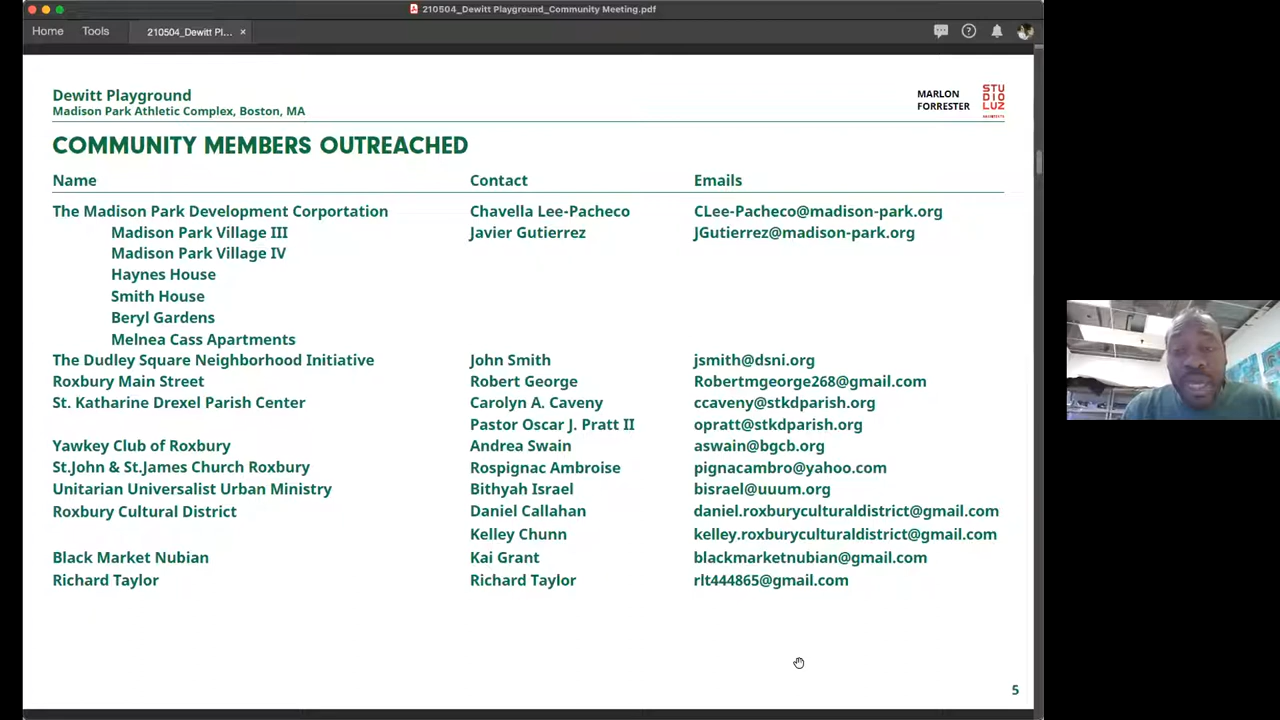 210504_Dewitt Playground_Community Meeting.pdf
Home Tools 210504_Dewitt Pl... ×
Dewitt Playground
Madison Park Athletic Complex, Boston, MA
MARLON FORRESTER
STUDIO LUZ
ARCHITECTS
COMMUNITY MEMBERS OUTREACHED
Name Contact Emails
The Madison Park Development Corportation Chavella Lee-Pacheco CLee-Pacheco@madison-park.org
Madison Park Village III Javier Gutierrez JGutierrez@madison-park.org
Madison Park Village IV
Haynes House
Smith House
Beryl Gardens
Melnea Cass Apartments
The Dudley Square Neighborhood Initiative John Smith jsmith@dsni.org
Roxbury Main Street Robert George Robertmgeorge268@gmail.com
St. Katharine Drexel Parish Center Carolyn A. Caveny ccaveny@stkdparish.org
Pastor Oscar J. Pratt II opratt@stkdparish.org
Yawkey Club of Roxbury Andrea Swain aswain@bgcb.org
St.John & St.James Church Roxbury Rospignac Ambroise pignacambro@yahoo.com
Unitarian Universalist Urban Ministry Bithyah Israel bisrael@uuum.org
Roxbury Cultural District Daniel Callahan daniel.roxburyculturaldistrict@gmail.com
Kelley Chunn kelley.roxburyculturaldistrict@gmail.com
Black Market Nubian Kai Grant blackmarketnubian@gmail.com
Richard Taylor Richard Taylor rlt444865@gmail.com
5